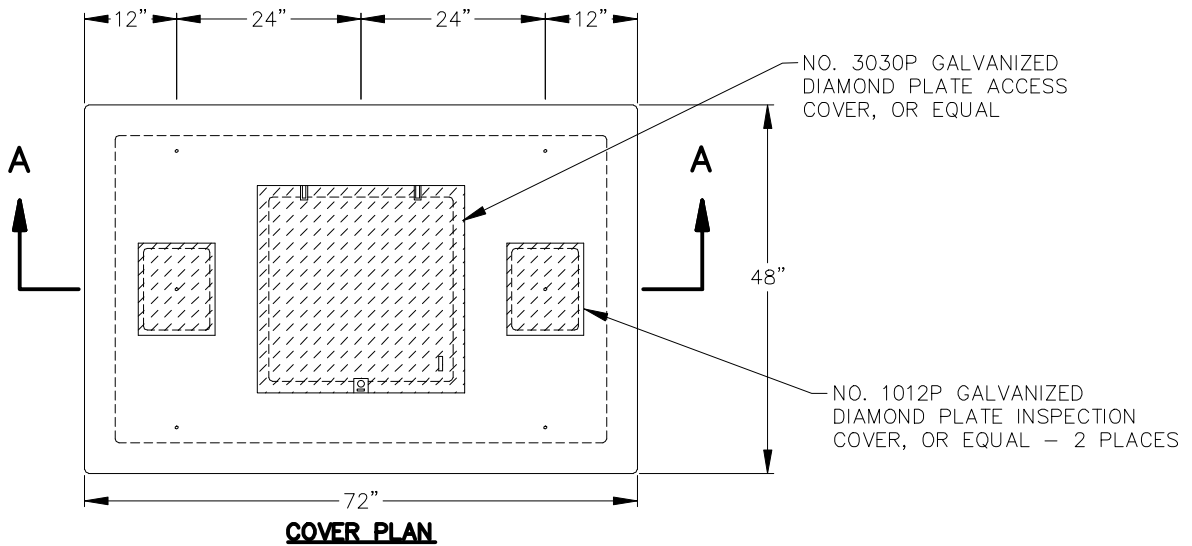 12” 24” 24” 12”
NO. 3030P GALVANIZED
DIAMOND PLATE ACCESS
COVER, OR EQUAL
A A
48”
NO. 1012P GALVANIZED
DIAMOND PLATE INSPECTION
COVER, OR EQUAL – 2 PLACES
72”
COVER PLAN